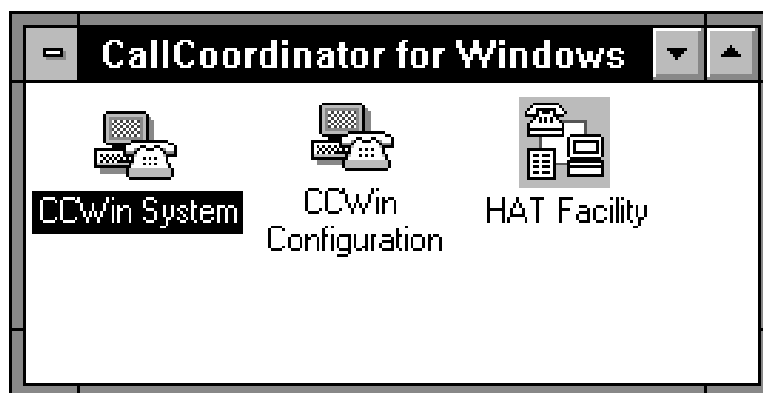 CallCoordinator for Windows
CCWin System
CCWin
Configuration
HAT Facility